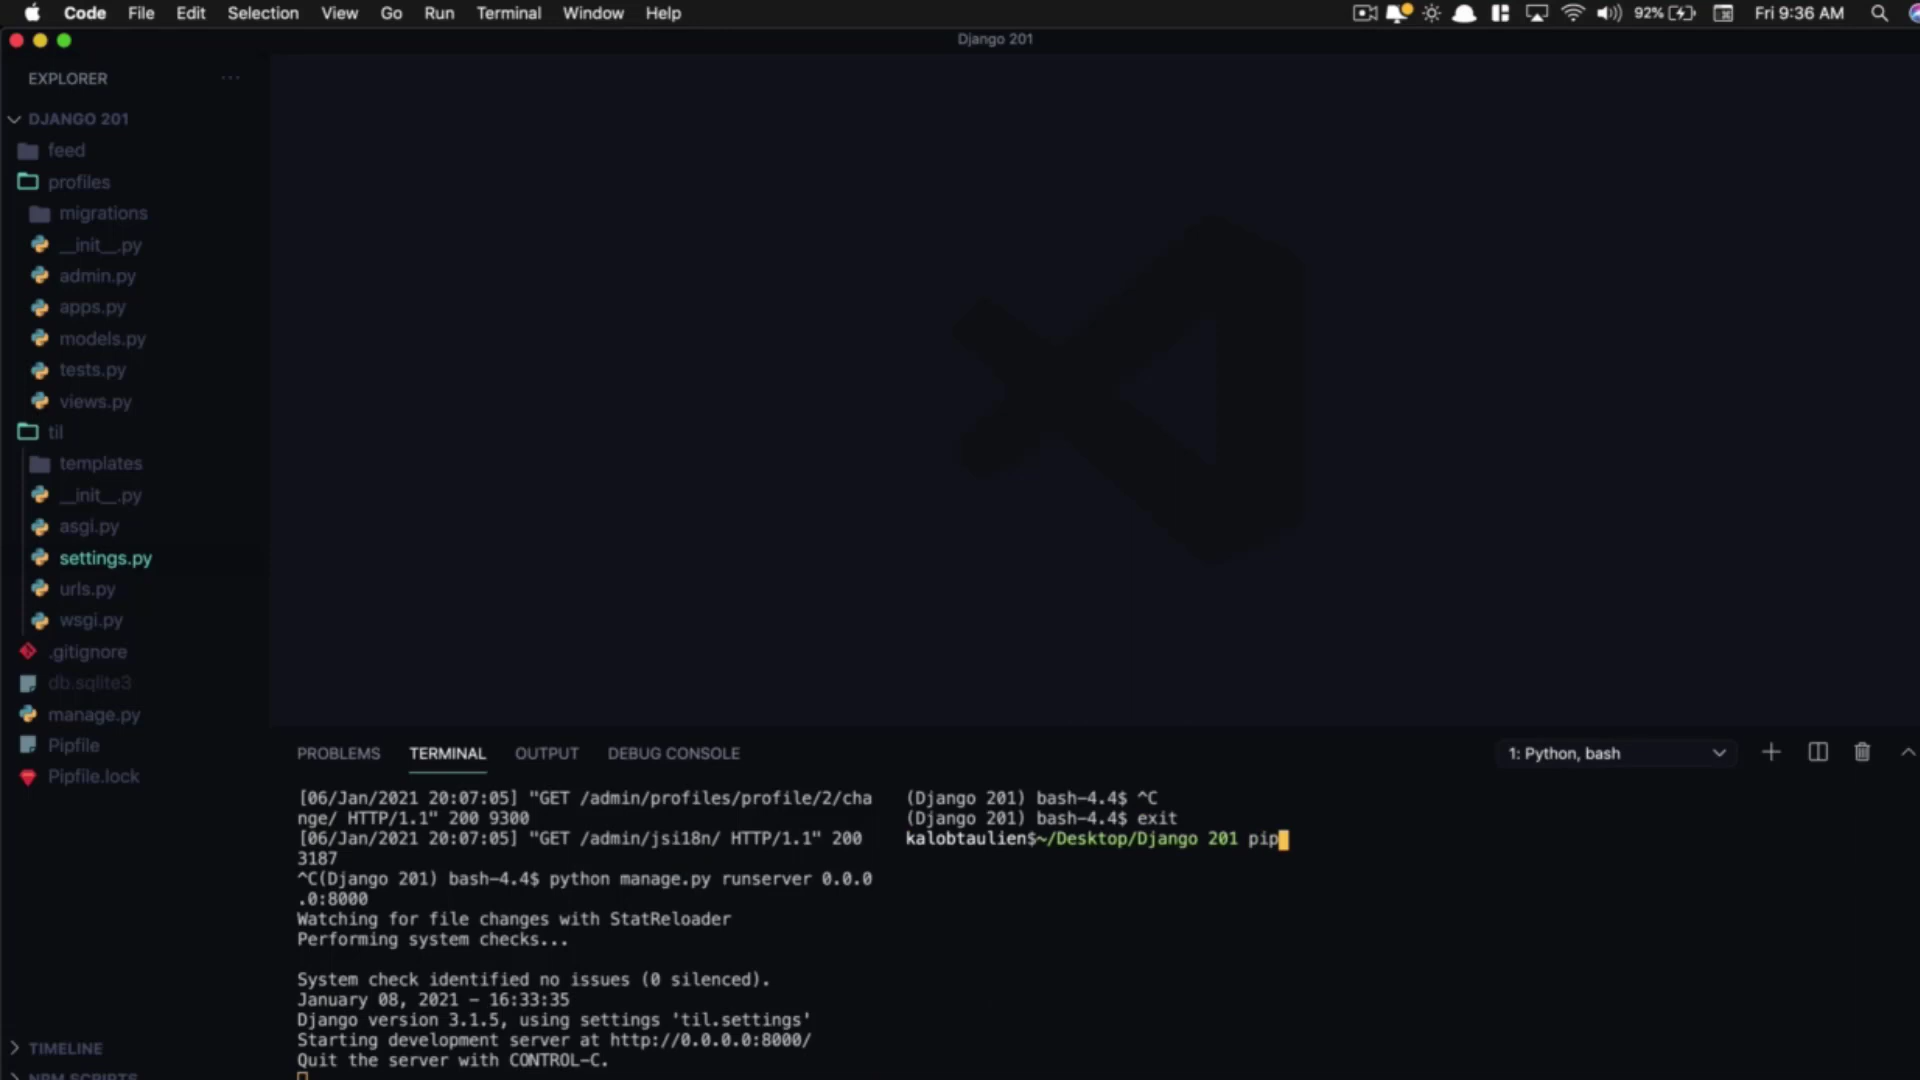 Code File Edit Selection View Go Run Terminal Window Help 92% Fri 9:36 AM
Django 201
EXPLORER
DJANGO 201
feed
profiles
migrations
__init__.py
admin.py
apps.py
models.py
tests.py
views.py
til
templates
__init__.py
asgi.py
settings.py
urls.py
wsgi.py
.gitignore
db.sqlite3
manage.py
Pipfile
Pipfile.lock
TIMELINE
NPM SCRIPTS
PROBLEMS TERMINAL OUTPUT DEBUG CONSOLE 1: Python, bash
[06/Jan/2021 20:07:05] "GET /admin/profiles/profile/2/cha
nge/ HTTP/1.1" 200 9300
[06/Jan/2021 20:07:05] "GET /admin/jsi18n/ HTTP/1.1" 200
3187
^C(Django 201) bash-4.4$ python manage.py runserver 0.0.0
.0:8000
Watching for file changes with StatReloader
Performing system checks...
System check identified no issues (0 silenced).
January 08, 2021 - 16:33:35
Django version 3.1.5, using settings 'til.settings'
Starting development server at http://0.0.0.0:8000/
Quit the server with CONTROL-C.
(Django 201) bash-4.4$ ^C
(Django 201) bash-4.4$ exit
kalobtaulien$~/Desktop/Django 201 pip